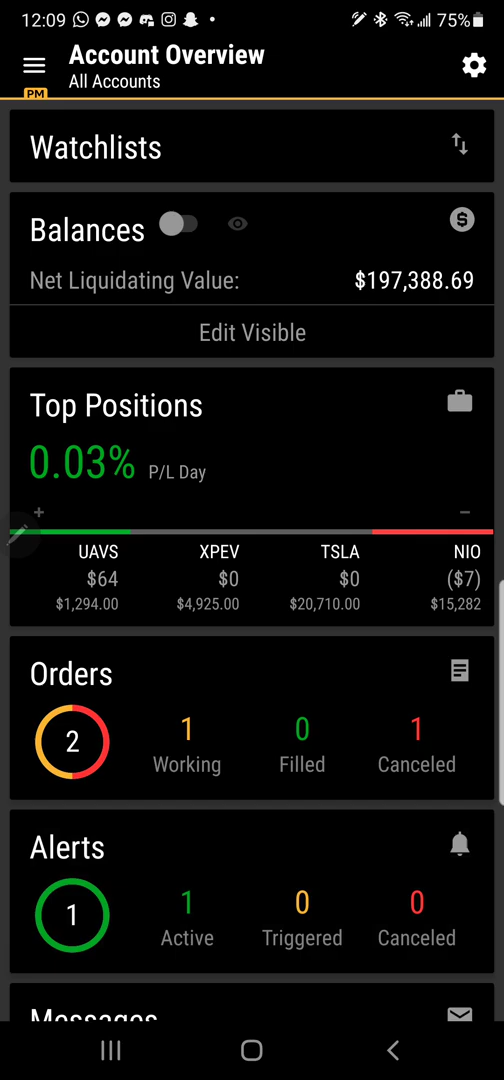 12:09 75%
Account Overview
All Accounts
PM
Watchlists
Balances
Net Liquidating Value: $197,388.69
Edit Visible
Top Positions
0.03% P/L Day
+ −
UAVS XPEV TSLA NIO
$64 $0 $0 ($7)
$1,294.00 $4,925.00 $20,710.00 $15,282
Orders
2 1 0 1
Working Filled Canceled
Alerts
1 1 0 0
Active Triggered Canceled
Messages